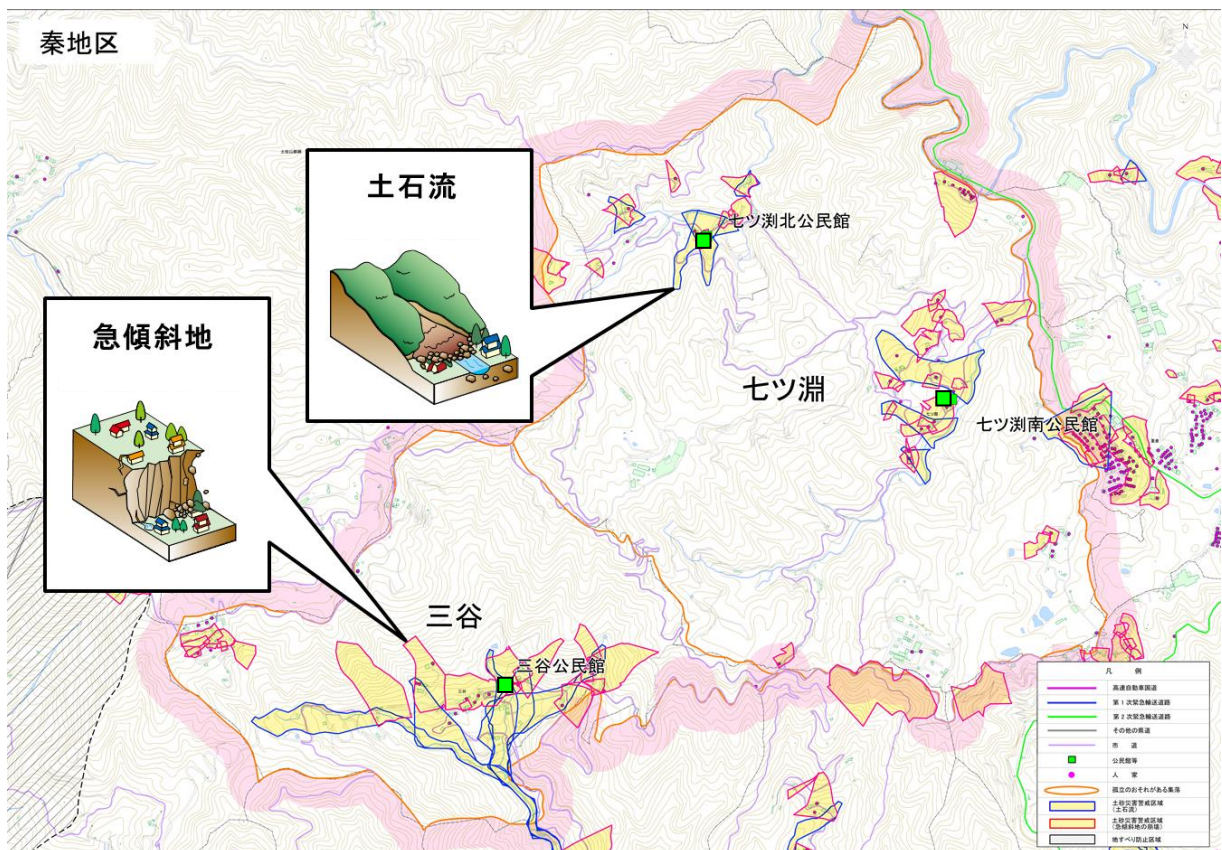 秦地区
N
土石流
七ツ渕北公民館
急傾斜地
七ツ淵
七ツ渕南公民館
三谷
三谷公民館
凡 例
高速自動車国道
第1次緊急輸送道路
第2次緊急輸送道路
その他の県道
市 道
公民館等
人 家
孤立のおそれがある集落
土砂災害警戒区域
(土石流)
土砂災害警戒区域
(急傾斜地の崩壊)
地すべり防止区域